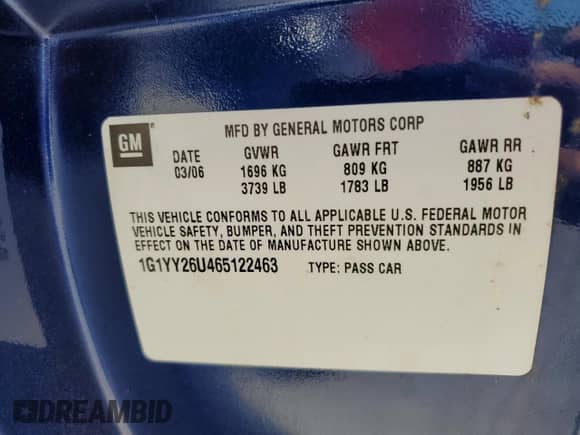 GM
MFD BY GENERAL MOTORS CORP
DATE GVWR GAWR FRT GAWR RR
03/06 1696 KG 809 KG 887 KG
3739 LB 1783 LB 1956 LB
THIS VEHICLE CONFORMS TO ALL APPLICABLE U.S. FEDERAL MOTOR
VEHICLE SAFETY, BUMPER, AND THEFT PREVENTION STANDARDS IN
EFFECT ON THE DATE OF MANUFACTURE SHOWN ABOVE.
1G1YY26U465122463 TYPE: PASS CAR
DREAMBID